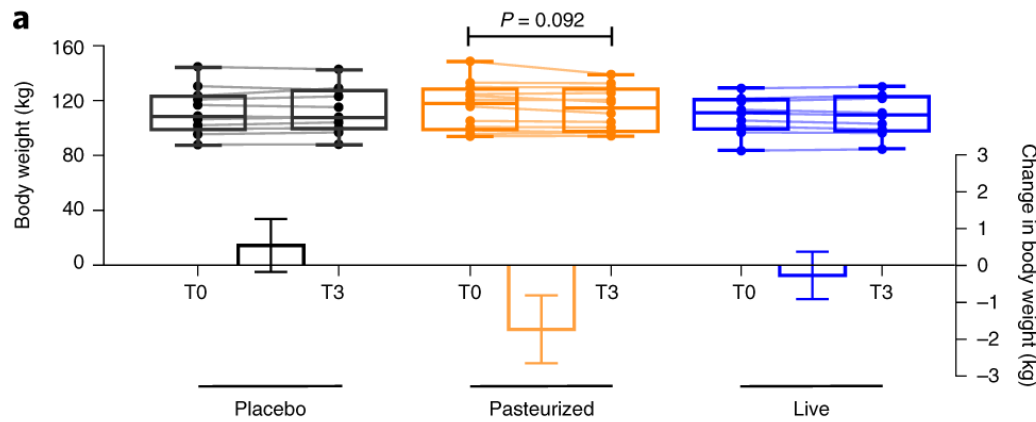 a
P = 0.092
Body weight (kg)
160
120
80
40
0
T0
T3
T0
T3
T0
T3
Placebo
Pasteurized
Live
3
2
1
0
−1
−2
−3
Change in body weight (kg)